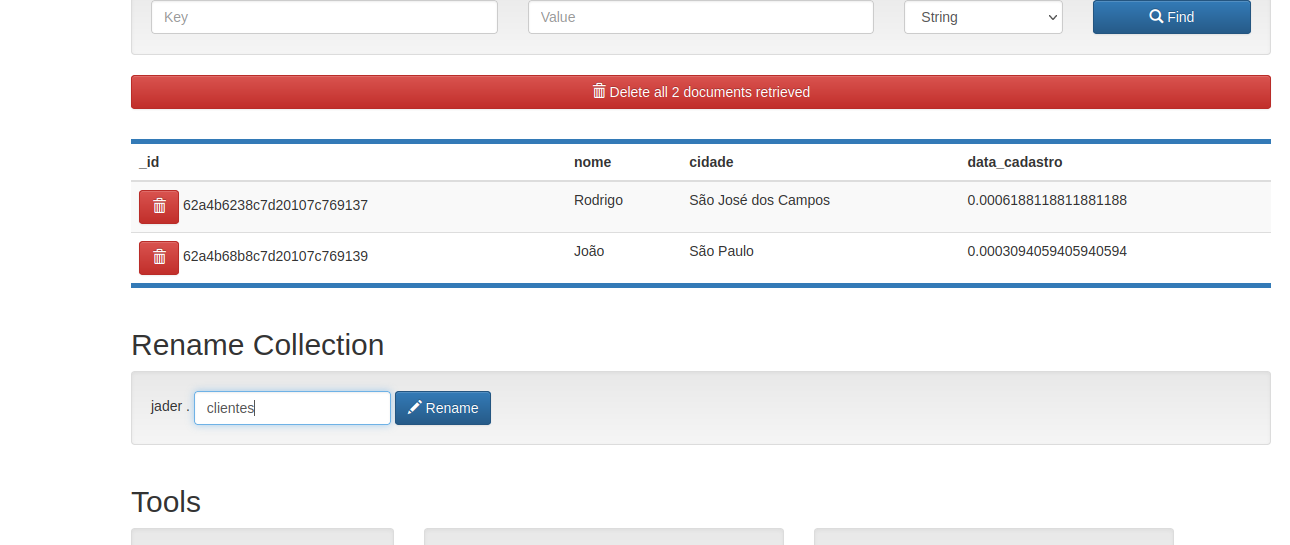 Key Value String Find
Delete all 2 documents retrieved
_id nome cidade data_cadastro
62a4b6238c7d20107c769137 Rodrigo São José dos Campos 0.0006188118811881188
62a4b68b8c7d20107c769139 João São Paulo 0.0003094059405940594
Rename Collection
jader . clientes Rename
Tools